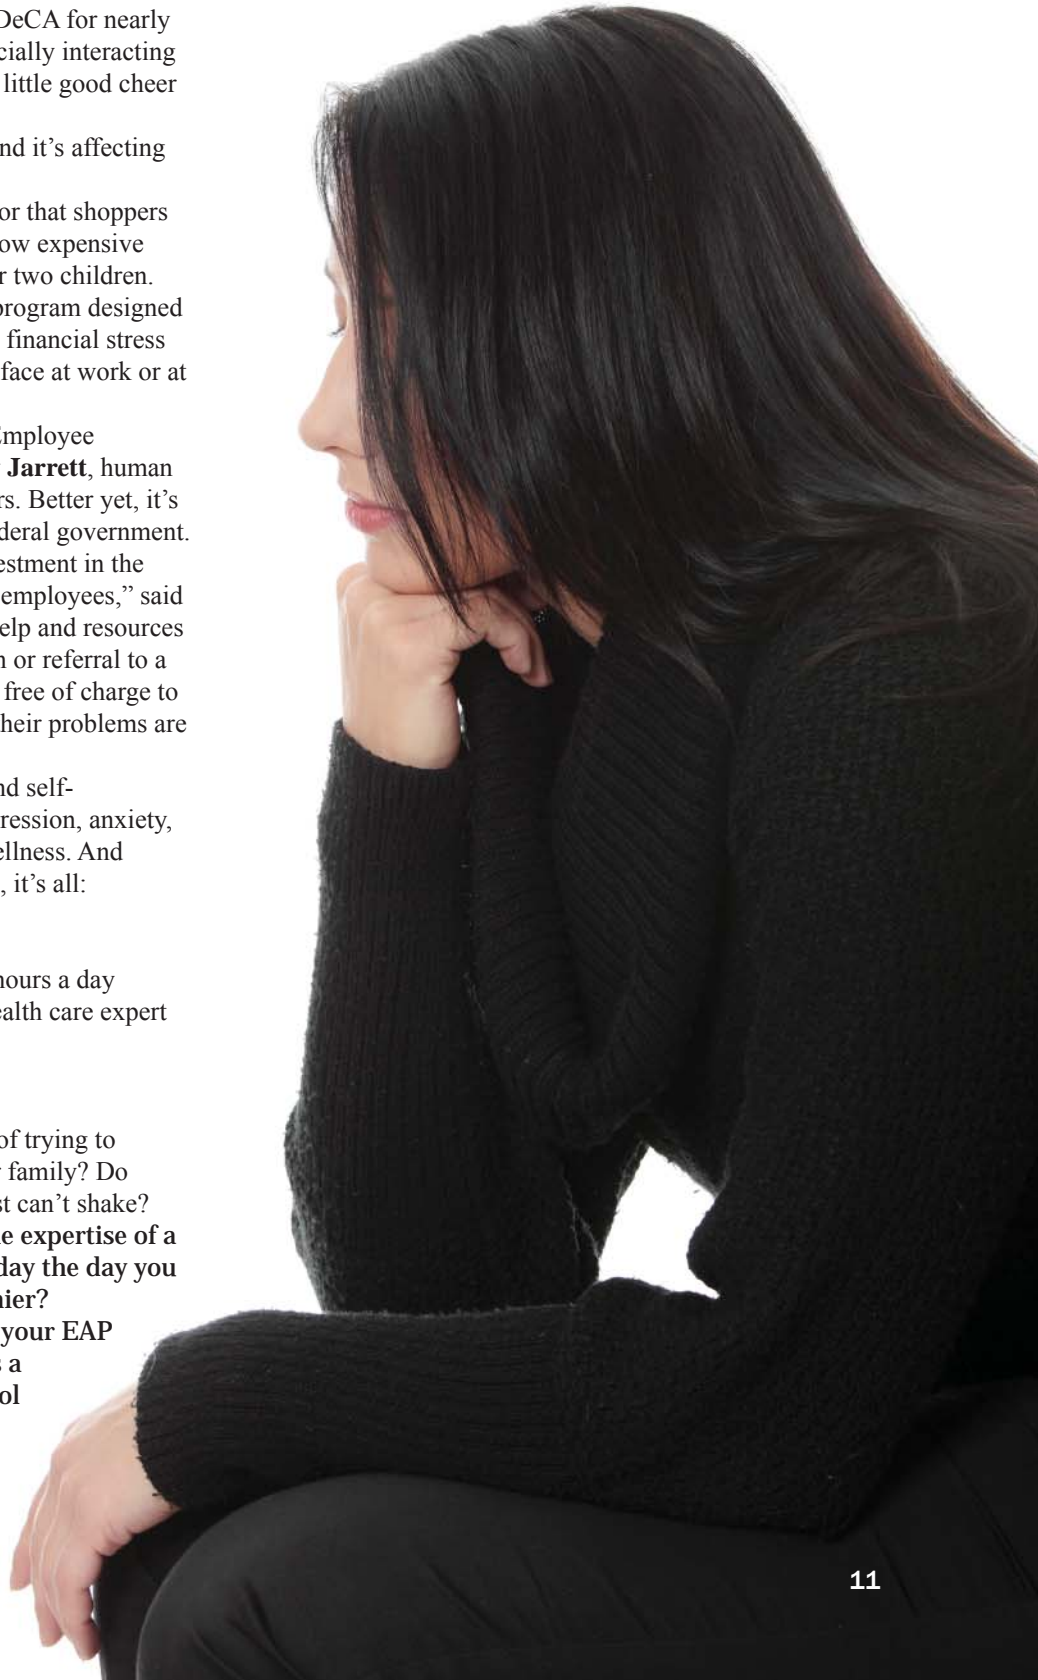 DeCA for nearly
cially interacting
little good cheer
nd it’s affecting
or that shoppers
ow expensive
r two children.
program designed
financial stress
face at work or at
Employee
Jarrett, human
rs. Better yet, it’s
deral government.
estment in the
employees,” said
elp and resources
n or referral to a
free of charge to
their problems are
nd self-
ression, anxiety,
ellness. And
, it’s all:
hours a day
ealth care expert
of trying to
family? Do
st can’t shake?
e expertise of a
day the day you
nier?
your EAP
s a
ol
11